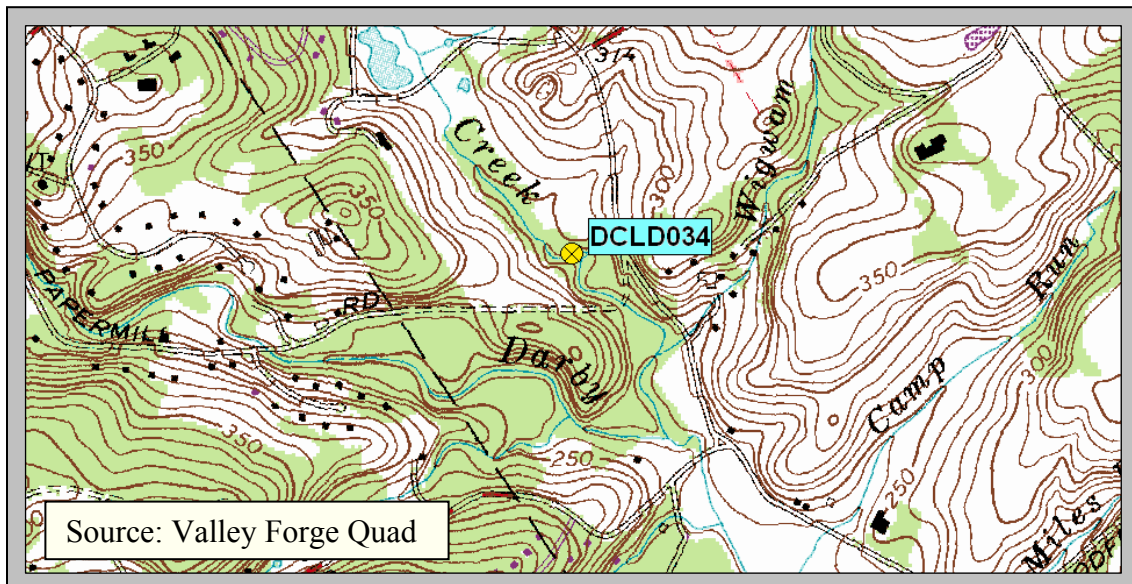 314
350
Creek
Wigwam
LT
DCLD034
350
300
Run
350
PAPERMILL RD
Darby
Camp
300
350
250
250
Miles
Source: Valley Forge Quad